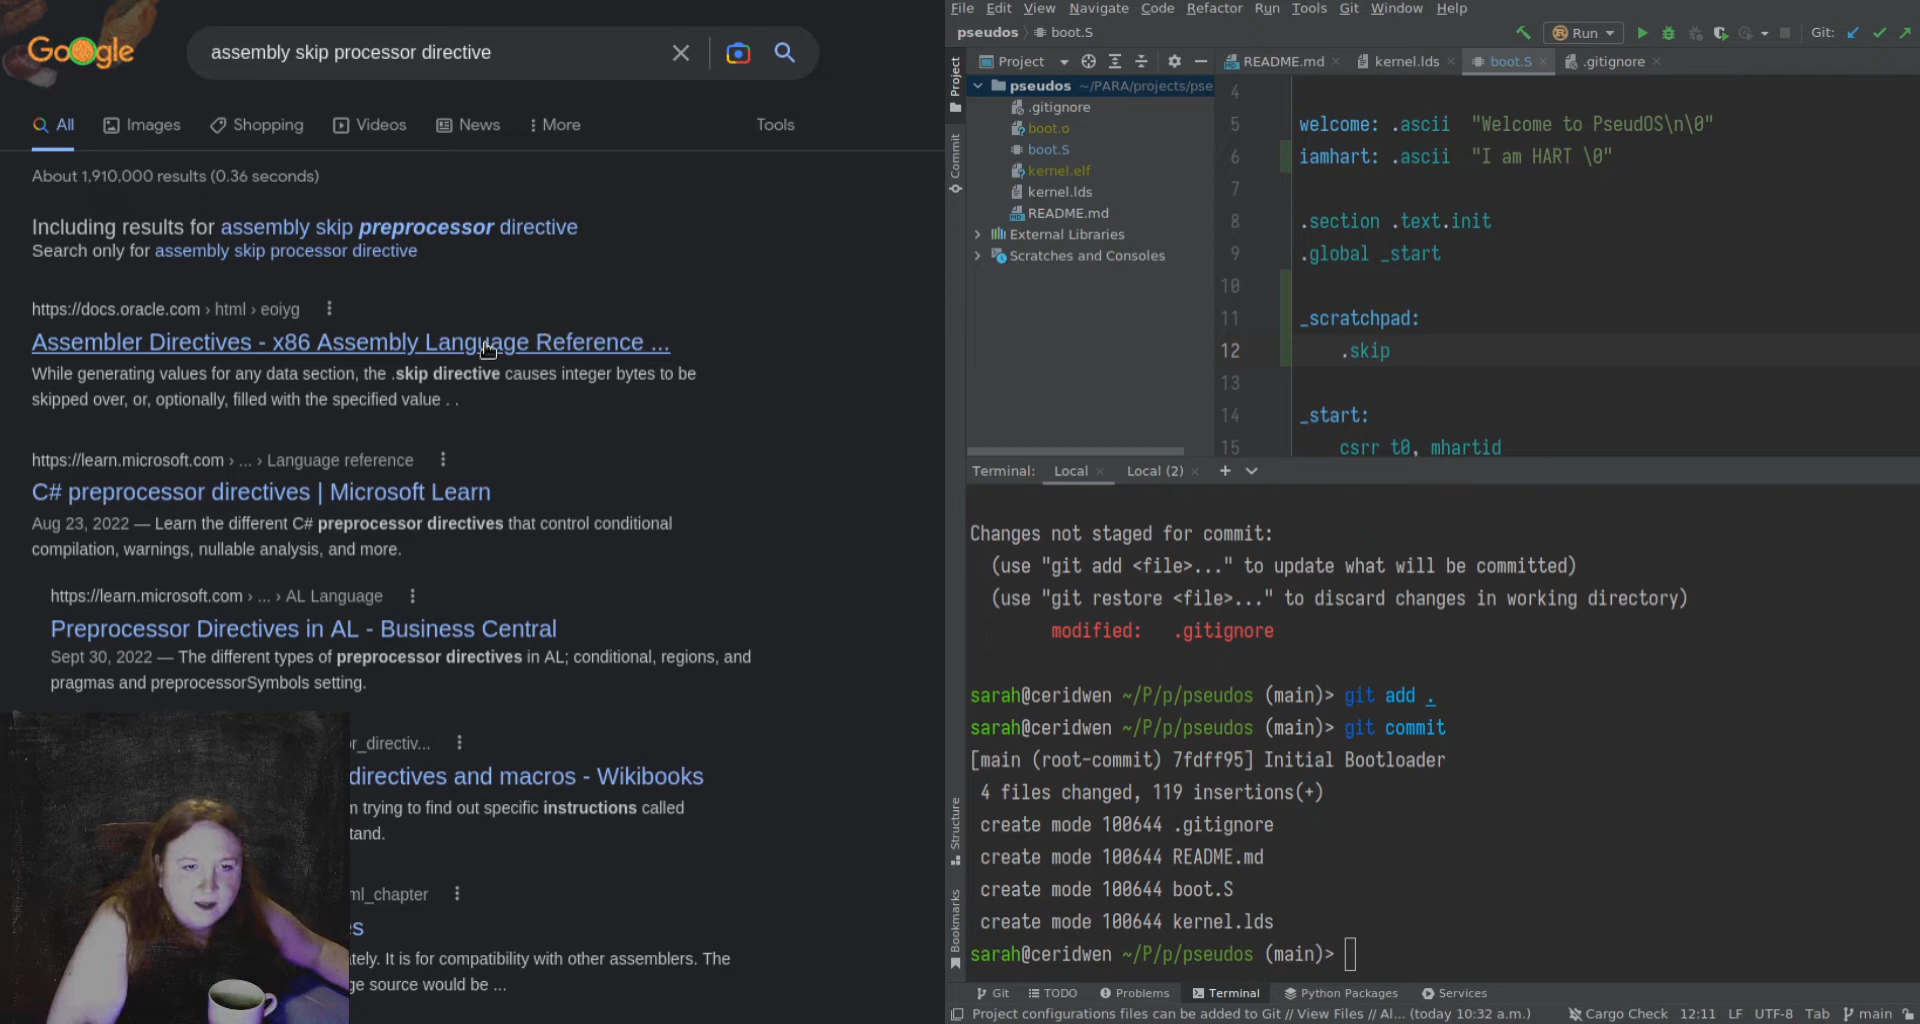 Google
assembly skip processor directive
All
Images
Shopping
Videos
News
More
Tools
About 1,910,000 results (0.36 seconds)
Including results for assembly skip preprocessor directive
Search only for assembly skip processor directive
https://docs.oracle.com › html › eoiyg
Assembler Directives - x86 Assembly Language Reference ...
While generating values for any data section, the .skip directive causes integer bytes to be
skipped over, or, optionally, filled with the specified value . .
https://learn.microsoft.com › ... › Language reference
C# preprocessor directives | Microsoft Learn
Aug 23, 2022 — Learn the different C# preprocessor directives that control conditional
compilation, warnings, nullable analysis, and more.
https://learn.microsoft.com › ... › AL Language
Preprocessor Directives in AL - Business Central
Sept 30, 2022 — The different types of preprocessor directives in AL; conditional, regions, and
pragmas and preprocessorSymbols setting.
r_directiv...
directives and macros - Wikibooks
m trying to find out specific instructions called
tand.
ml_chapter
es
ately. It is for compatibility with other assemblers. The
ge source would be ...
File Edit View Navigate Code Refactor Run Tools Git Window Help
pseudos › boot.S
Run
Git:
Project
README.md
kernel.lds
boot.S
.gitignore
Project
Commit
Structure
Bookmarks
pseudos ~/PARA/projects/pse
.gitignore
boot.o
boot.S
kernel.elf
kernel.lds
README.md
External Libraries
Scratches and Consoles
4
5 welcome: .ascii "Welcome to PseudOS\n\0"
6 iamhart: .ascii "I am HART \0"
7
8 .section .text.init
9 .global _start
10
11 _scratchpad:
12 .skip
13
14 _start:
15 csrr t0, mhartid
Terminal: Local × Local (2) × +
Changes not staged for commit:
(use "git add <file>..." to update what will be committed)
(use "git restore <file>..." to discard changes in working directory)
modified: .gitignore
sarah@ceridwen ~/P/p/pseudos (main)> git add .
sarah@ceridwen ~/P/p/pseudos (main)> git commit
[main (root-commit) 7fdff95] Initial Bootloader
4 files changed, 119 insertions(+)
create mode 100644 .gitignore
create mode 100644 README.md
create mode 100644 boot.S
create mode 100644 kernel.lds
sarah@ceridwen ~/P/p/pseudos (main)>
Git TODO Problems Terminal Python Packages Services
Project configurations files can be added to Git // View Files // Al... (today 10:32 a.m.)
Cargo Check 12:11 LF UTF-8 Tab main